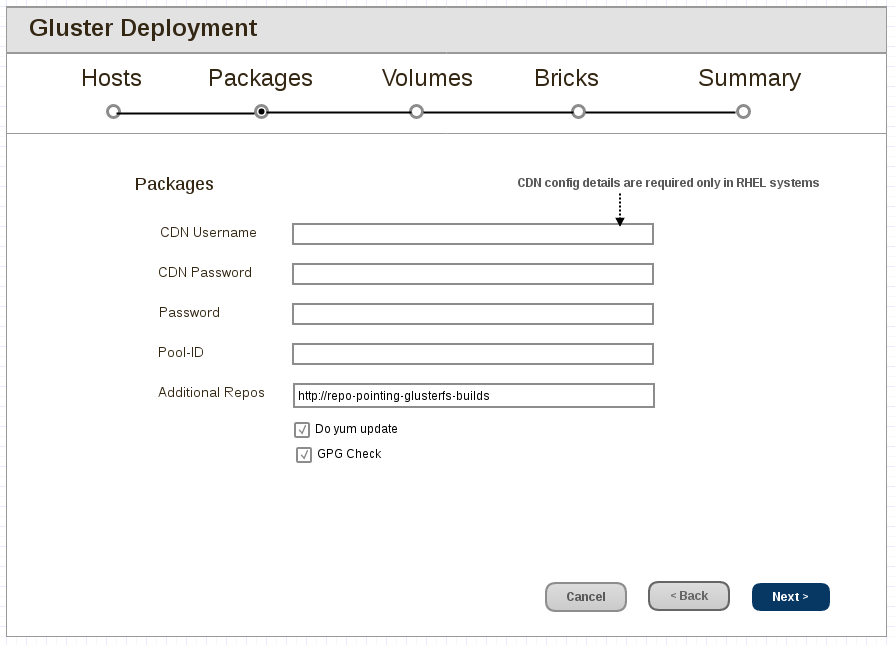 Gluster Deployment
Hosts Packages Volumes Bricks Summary
Packages
CDN config details are required only in RHEL systems
CDN Username
CDN Password
Password
Pool-ID
Additional Repos http://repo-pointing-glusterfs-builds
Do yum update
GPG Check
Cancel < Back Next >